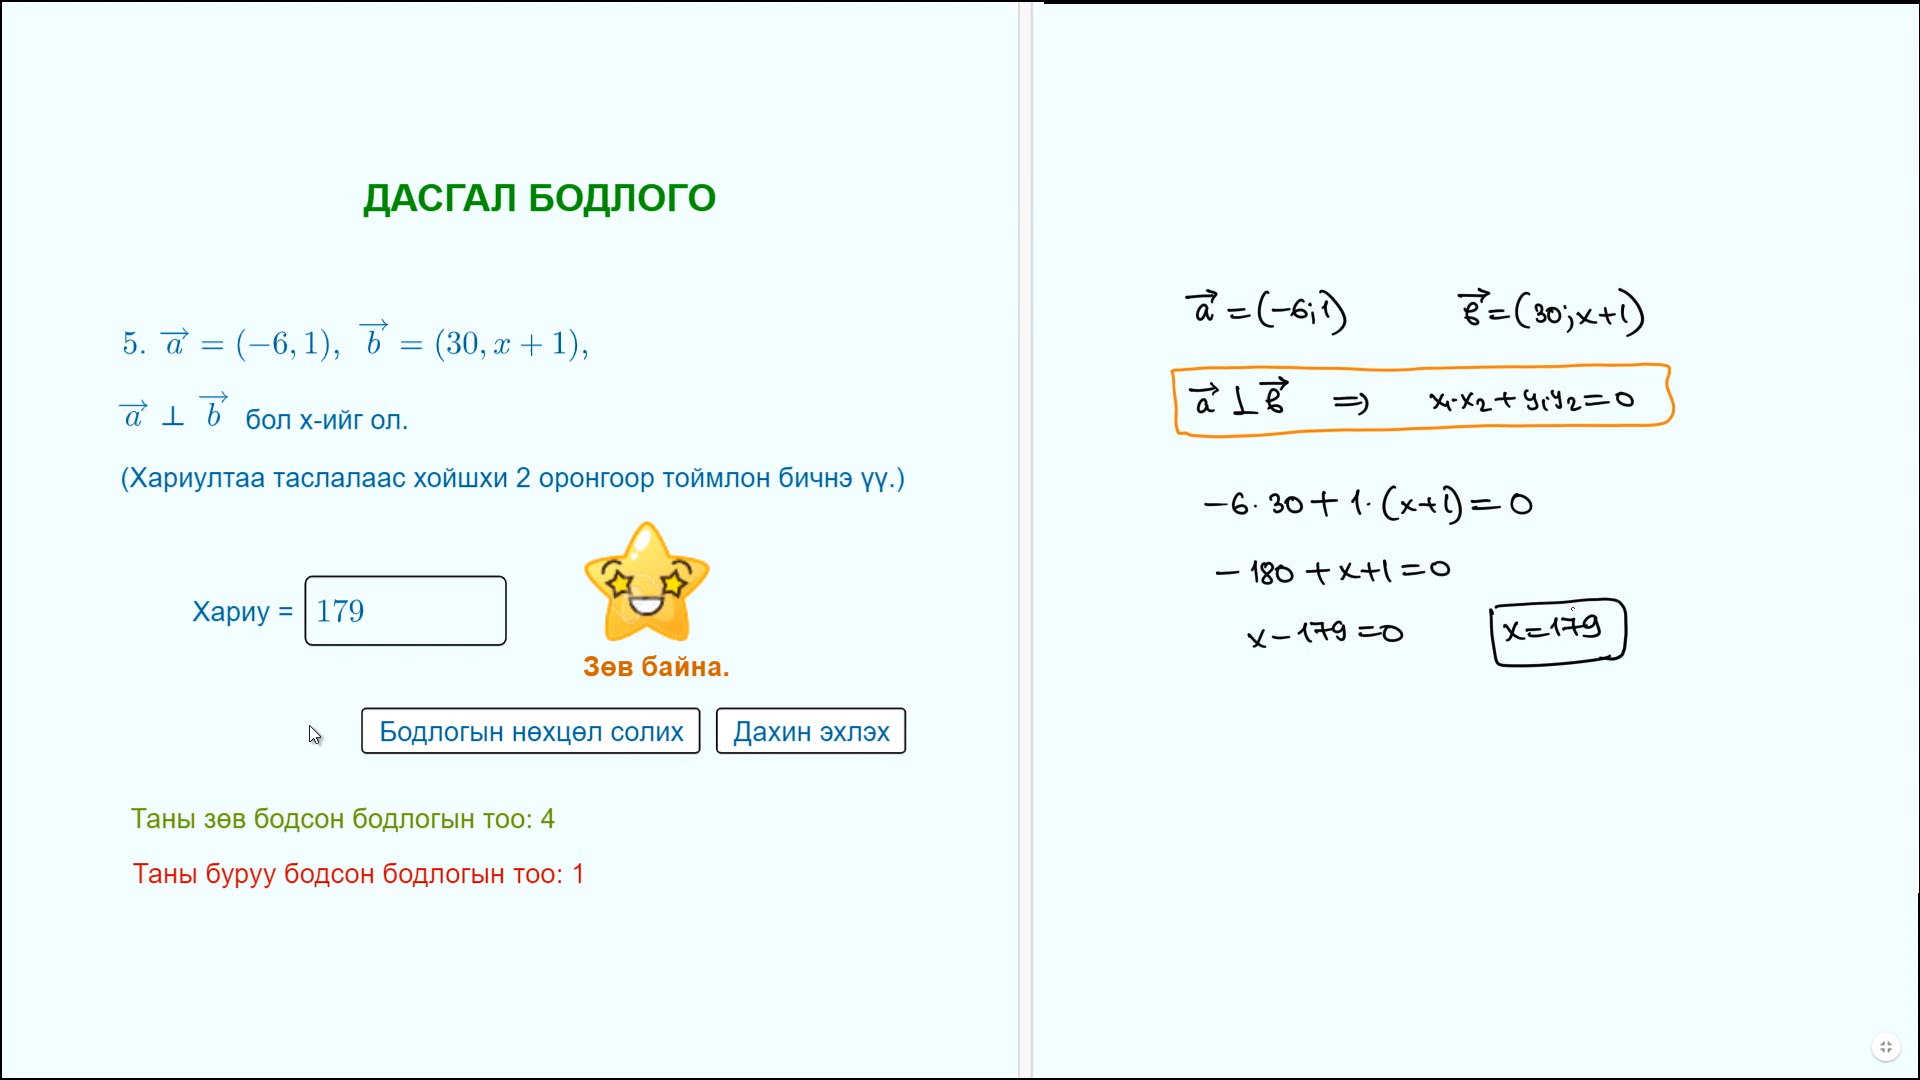 ДАСГАЛ БОДЛОГО
5. a⃗ = (−6, 1), b⃗ = (30, x + 1),
a⃗ ⊥ b⃗ бол х-ийг ол.
(Хариултаа таслалаас хойшхи 2 оронгоор тоймлон бичнэ үү.)
Хариу = 179
Зөв байна.
Бодлогын нөхцөл солих
Дахин эхлэх
Таны зөв бодсон бодлогын тоо: 4
Таны буруу бодсон бодлогын тоо: 1
a⃗ = (−6; 1) b⃗ = (30; x+1)
a⃗ ⊥ b⃗ ⇒ x₁·x₂ + y₁y₂ = 0
−6 · 30 + 1 · (x+1) = 0
− 180 + x+1 = 0
x − 179 = 0 x = 179